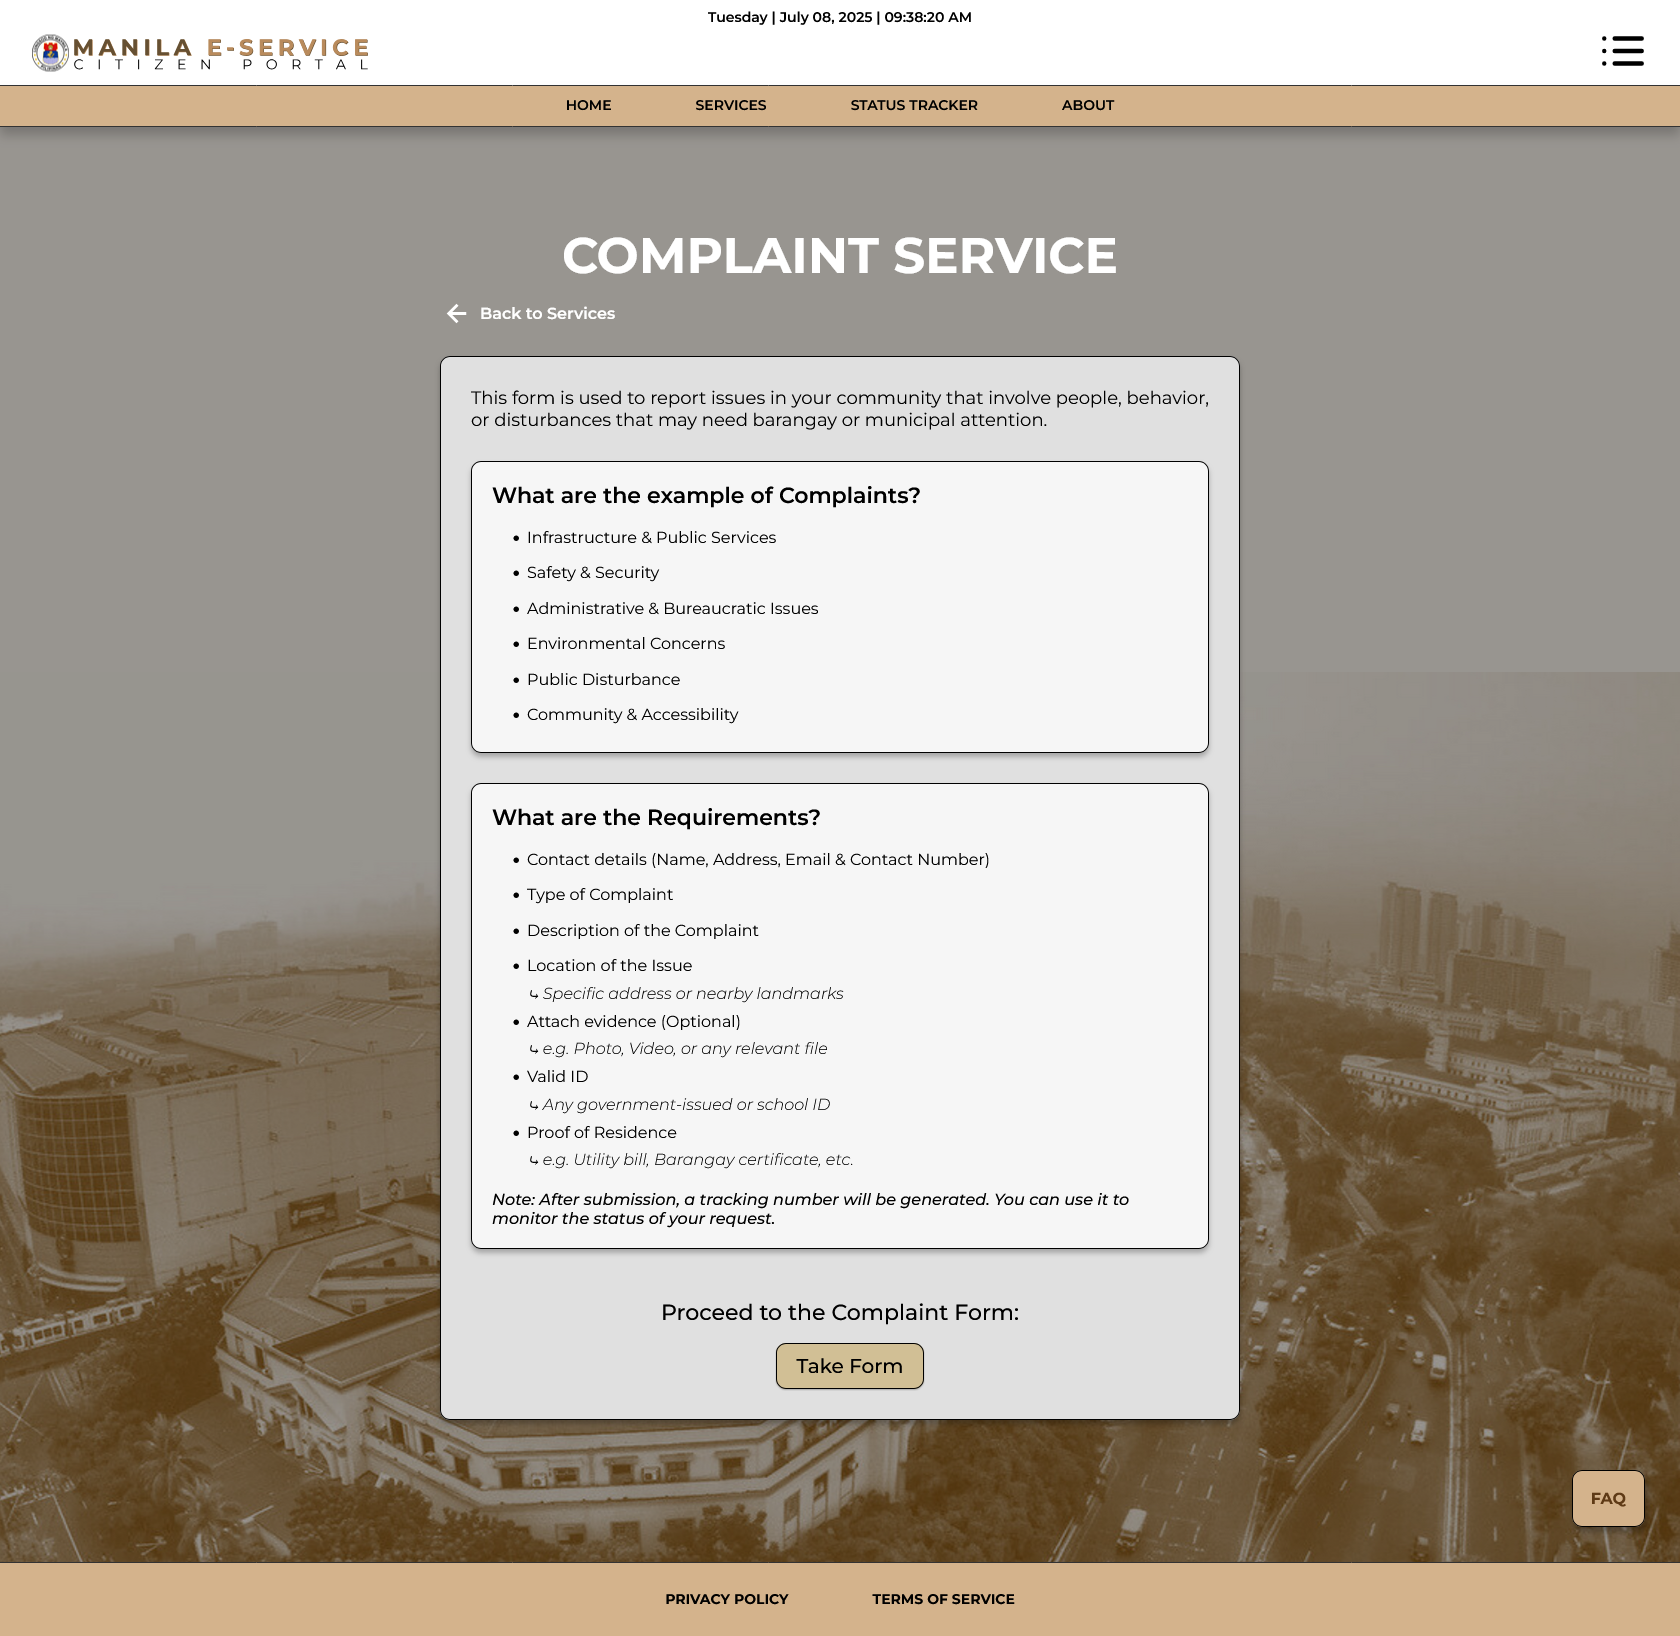 Tuesday | July 08, 2025 | 09:38:20 AM
MANILA E-SERVICE
CITIZEN PORTAL
HOME SERVICES STATUS TRACKER ABOUT
COMPLAINT SERVICE
Back to Services
This form is used to report issues in your community that involve people, behavior,
or disturbances that may need barangay or municipal attention.
What are the example of Complaints?
• Infrastructure & Public Services
• Safety & Security
• Administrative & Bureaucratic Issues
• Environmental Concerns
• Public Disturbance
• Community & Accessibility
What are the Requirements?
• Contact details (Name, Address, Email & Contact Number)
• Type of Complaint
• Description of the Complaint
• Location of the Issue
⤷ Specific address or nearby landmarks
• Attach evidence (Optional)
⤷ e.g. Photo, Video, or any relevant file
• Valid ID
⤷ Any government-issued or school ID
• Proof of Residence
⤷ e.g. Utility bill, Barangay certificate, etc.
Note: After submission, a tracking number will be generated. You can use it to
monitor the status of your request.
Proceed to the Complaint Form:
Take Form
FAQ
PRIVACY POLICY TERMS OF SERVICE